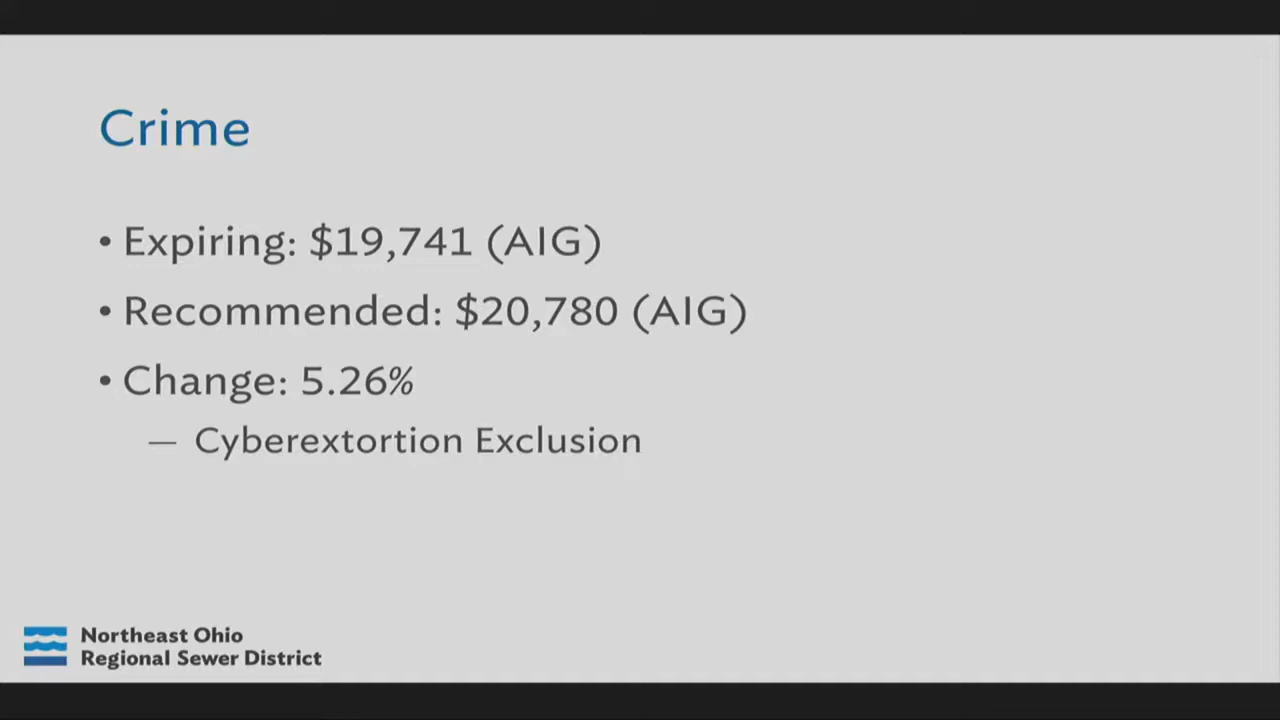 Crime
• Expiring: $19,741 (AIG)
• Recommended: $20,780 (AIG)
• Change: 5.26%
— Cyberextortion Exclusion
Northeast Ohio
Regional Sewer District